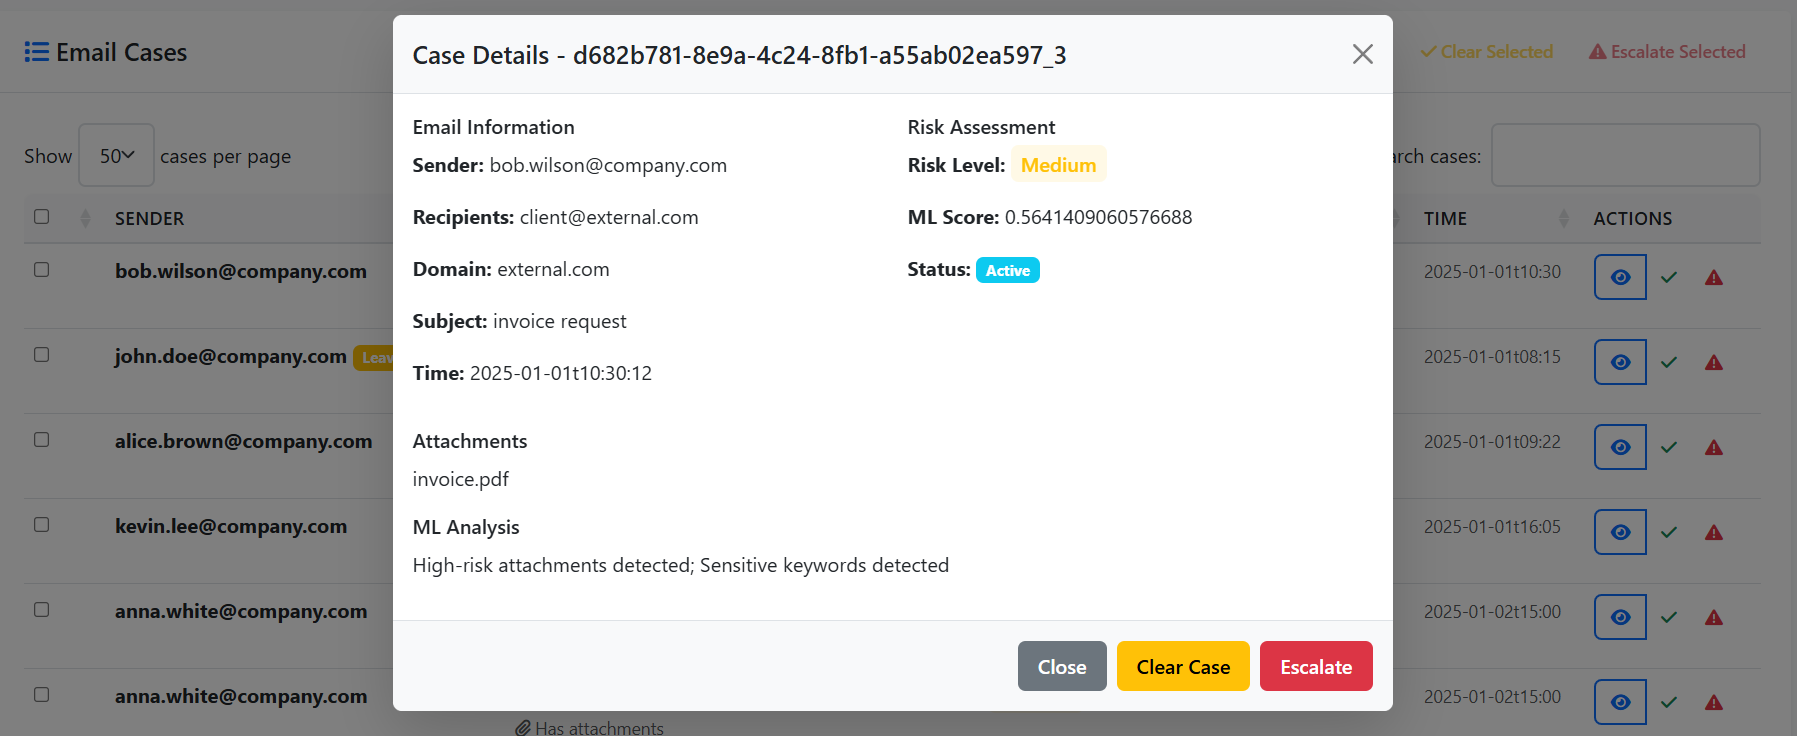 Email Cases
Clear Selected
Escalate Selected
Show 50 cases per page
cases:
SENDER
TIME
ACTIONS
bob.wilson@company.com
2025-01-01t10:30
john.doe@company.com
2025-01-01t08:15
alice.brown@company.com
2025-01-01t09:22
kevin.lee@company.com
2025-01-01t16:05
anna.white@company.com
2025-01-02t15:00
anna.white@company.com
2025-01-02t15:00
Has attachments
Case Details - d682b781-8e9a-4c24-8fb1-a55ab02ea597_3
Email Information
Sender: bob.wilson@company.com
Recipients: client@external.com
Domain: external.com
Subject: invoice request
Time: 2025-01-01t10:30:12
Risk Assessment
Risk Level: Medium
ML Score: 0.5641409060576688
Status: Active
Attachments
invoice.pdf
ML Analysis
High-risk attachments detected; Sensitive keywords detected
Close
Clear Case
Escalate